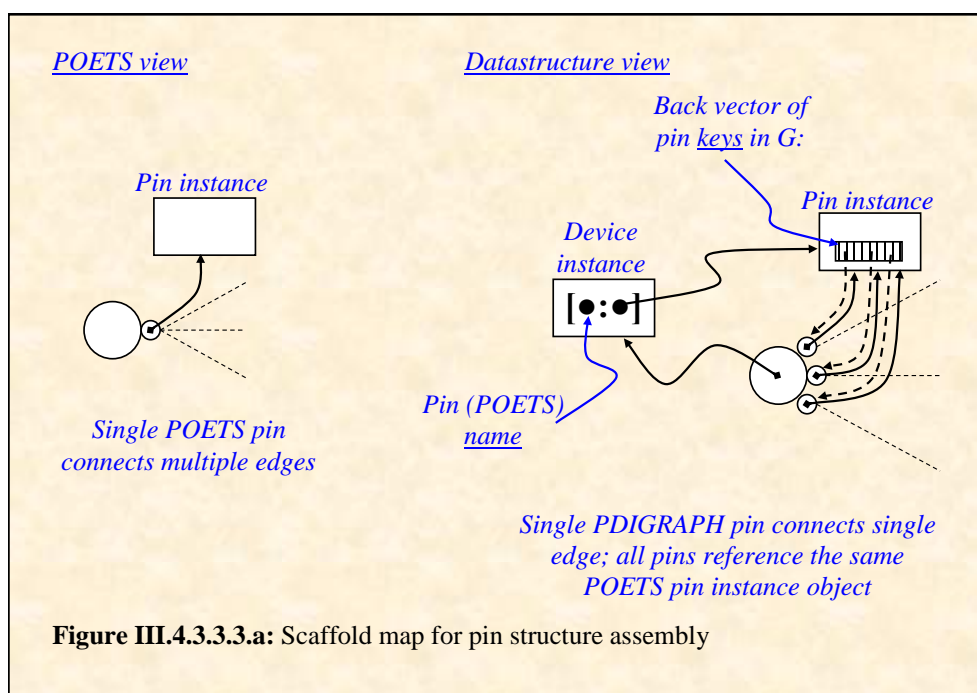 POETS view
Pin instance
Single POETS pin
connects multiple edges
Datastructure view
Back vector of
pin keys in G:
Pin instance
Device
instance
[●:●]
Pin (POETS)
name
Single PDIGRAPH pin connects single
edge; all pins reference the same
POETS pin instance object
Figure III.4.3.3.3.a: Scaffold map for pin structure assembly